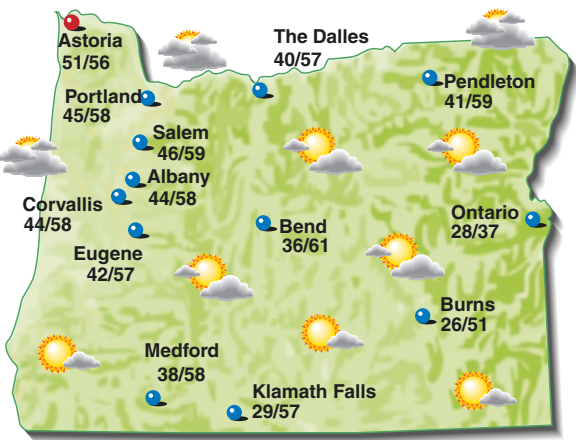 Astoria
51/56
The Dalles
40/57
Pendleton
41/59
Portland
45/58
Salem
46/59
Albany
44/58
Corvallis
44/58
Eugene
42/57
Bend
36/61
Ontario
28/37
Burns
26/51
Medford
38/58
Klamath Falls
29/57